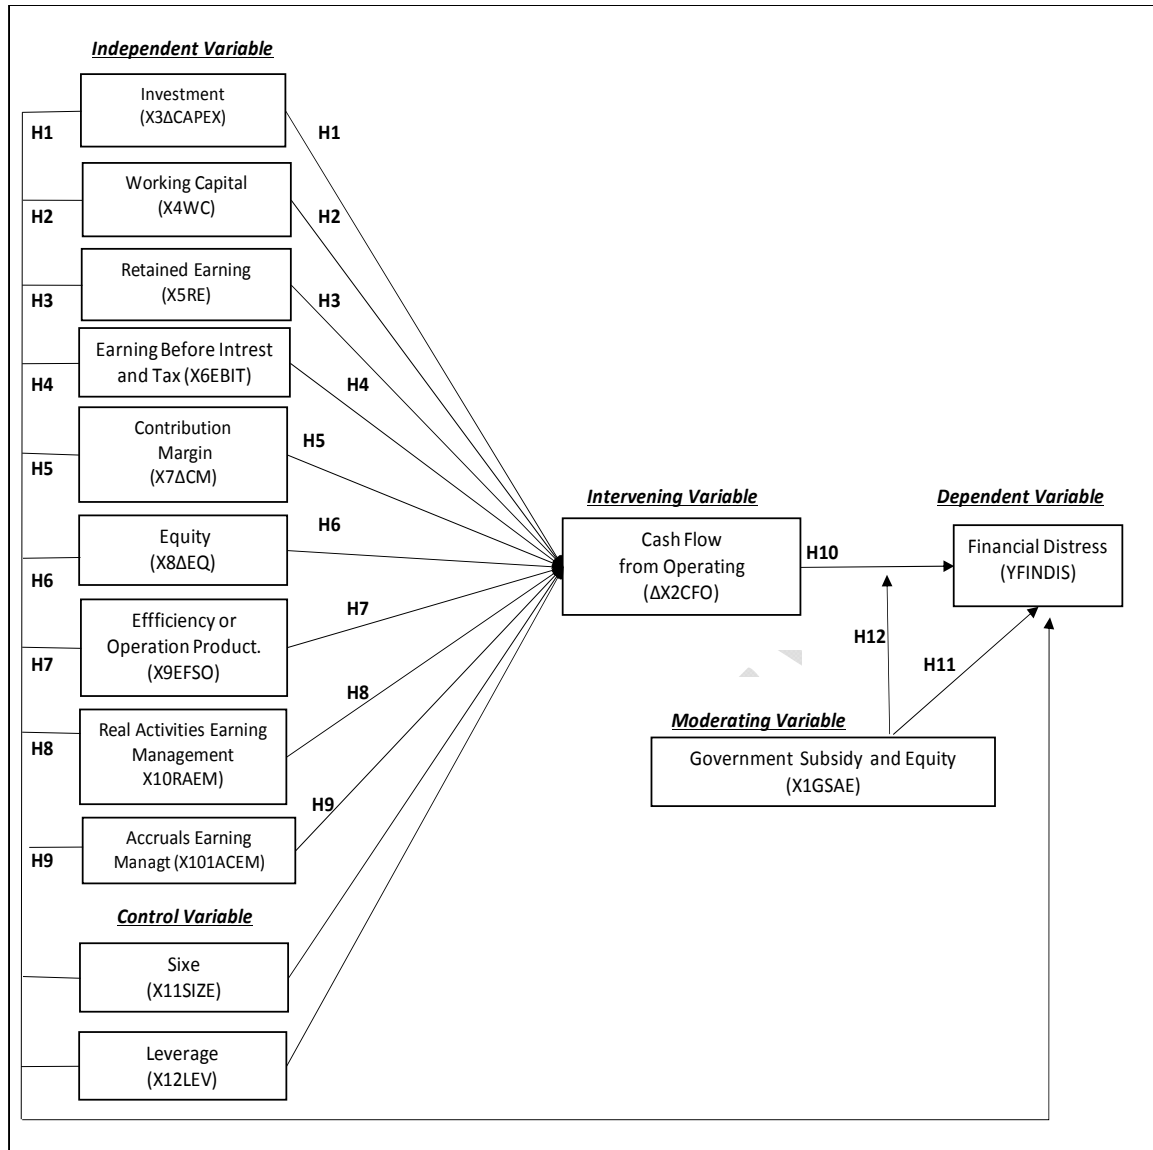 Independent Variable
Investment
(X3ΔCAPEX)
H1
H1
Working Capital
(X4WC)
H2
H2
Retained Earning
(X5RE)
H3
H3
Earning Before Intrest
and Tax (X6EBIT)
H4
H4
Contribution
Margin
(X7ΔCM)
H5
H5
Equity
(X8ΔEQ)
H6
H6
Effficiency or
Operation Product.
(X9EFSO)
H7
H7
Real Activities Earning
Management
X10RAEM)
H8
H8
Accruals Earning
Managt (X101ACEM)
H9
H9
Control Variable
Sixe
(X11SIZE)
Leverage
(X12LEV)
Intervening Variable
Cash Flow
from Operating
(ΔX2CFO)
H10
Dependent Variable
Financial Distress
(YFINDIS)
H12
H11
Moderating Variable
Government Subsidy and Equity
(X1GSAE)